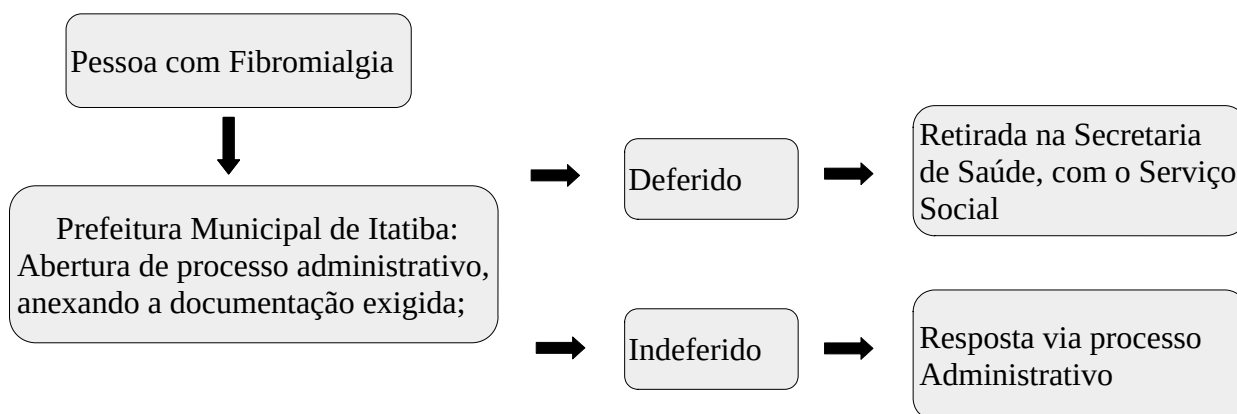 Pessoa com Fibromialgia
Prefeitura Municipal de Itatiba:
Abertura de processo administrativo,
anexando a documentação exigida;
Deferido
Retirada na Secretaria
de Saúde, com o Serviço
Social
Indeferido
Resposta via processo
Administrativo